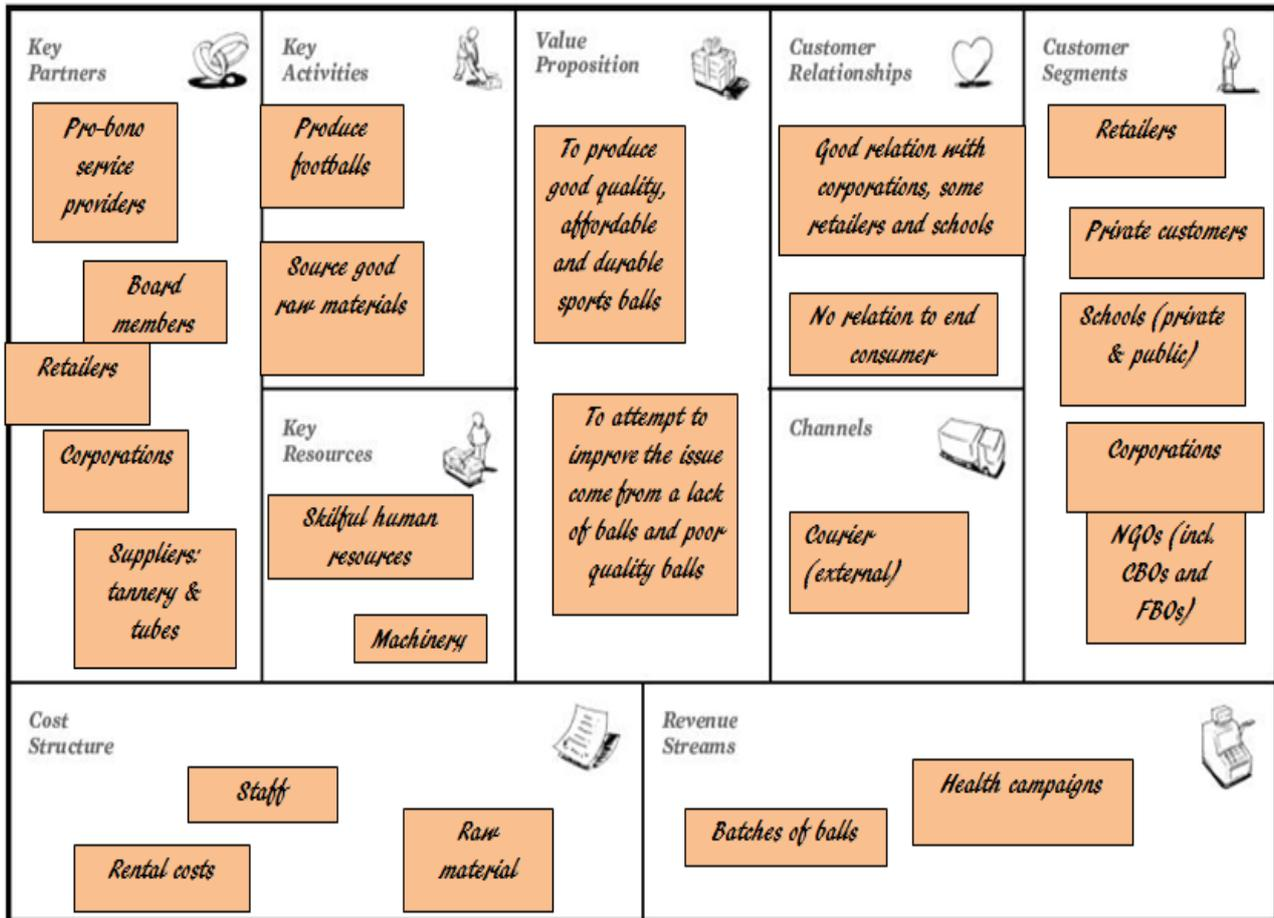 Key
Partners
Pro-bono
service
providers
Board
members
Retailers
Corporations
Suppliers:
tannery &
tubes
Key
Activities
Produce
footballs
Source good
raw materials
Key
Resources
Skilful human
resources
Machinery
Value
Proposition
To produce
good quality,
affordable
and durable
sports balls
To attempt to
improve the issue
come from a lack
of balls and poor
quality balls
Customer
Relationships
Good relation with
corporations, some
retailers and schools
No relation to end
consumer
Channels
Courier
(external)
Customer
Segments
Retailers
Private customers
Schools (private
& public)
Corporations
NGOs (incl.
CBOs and
FBOs)
Cost
Structure
Staff
Rental costs
Raw
material
Revenue
Streams
Batches of balls
Health campaigns